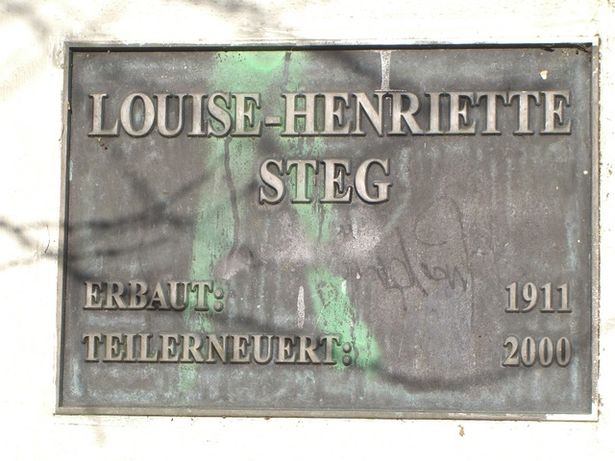 LOUISE-HENRIETTE
STEG
ERBAUT: 1911
TEILERNEUERT: 2000